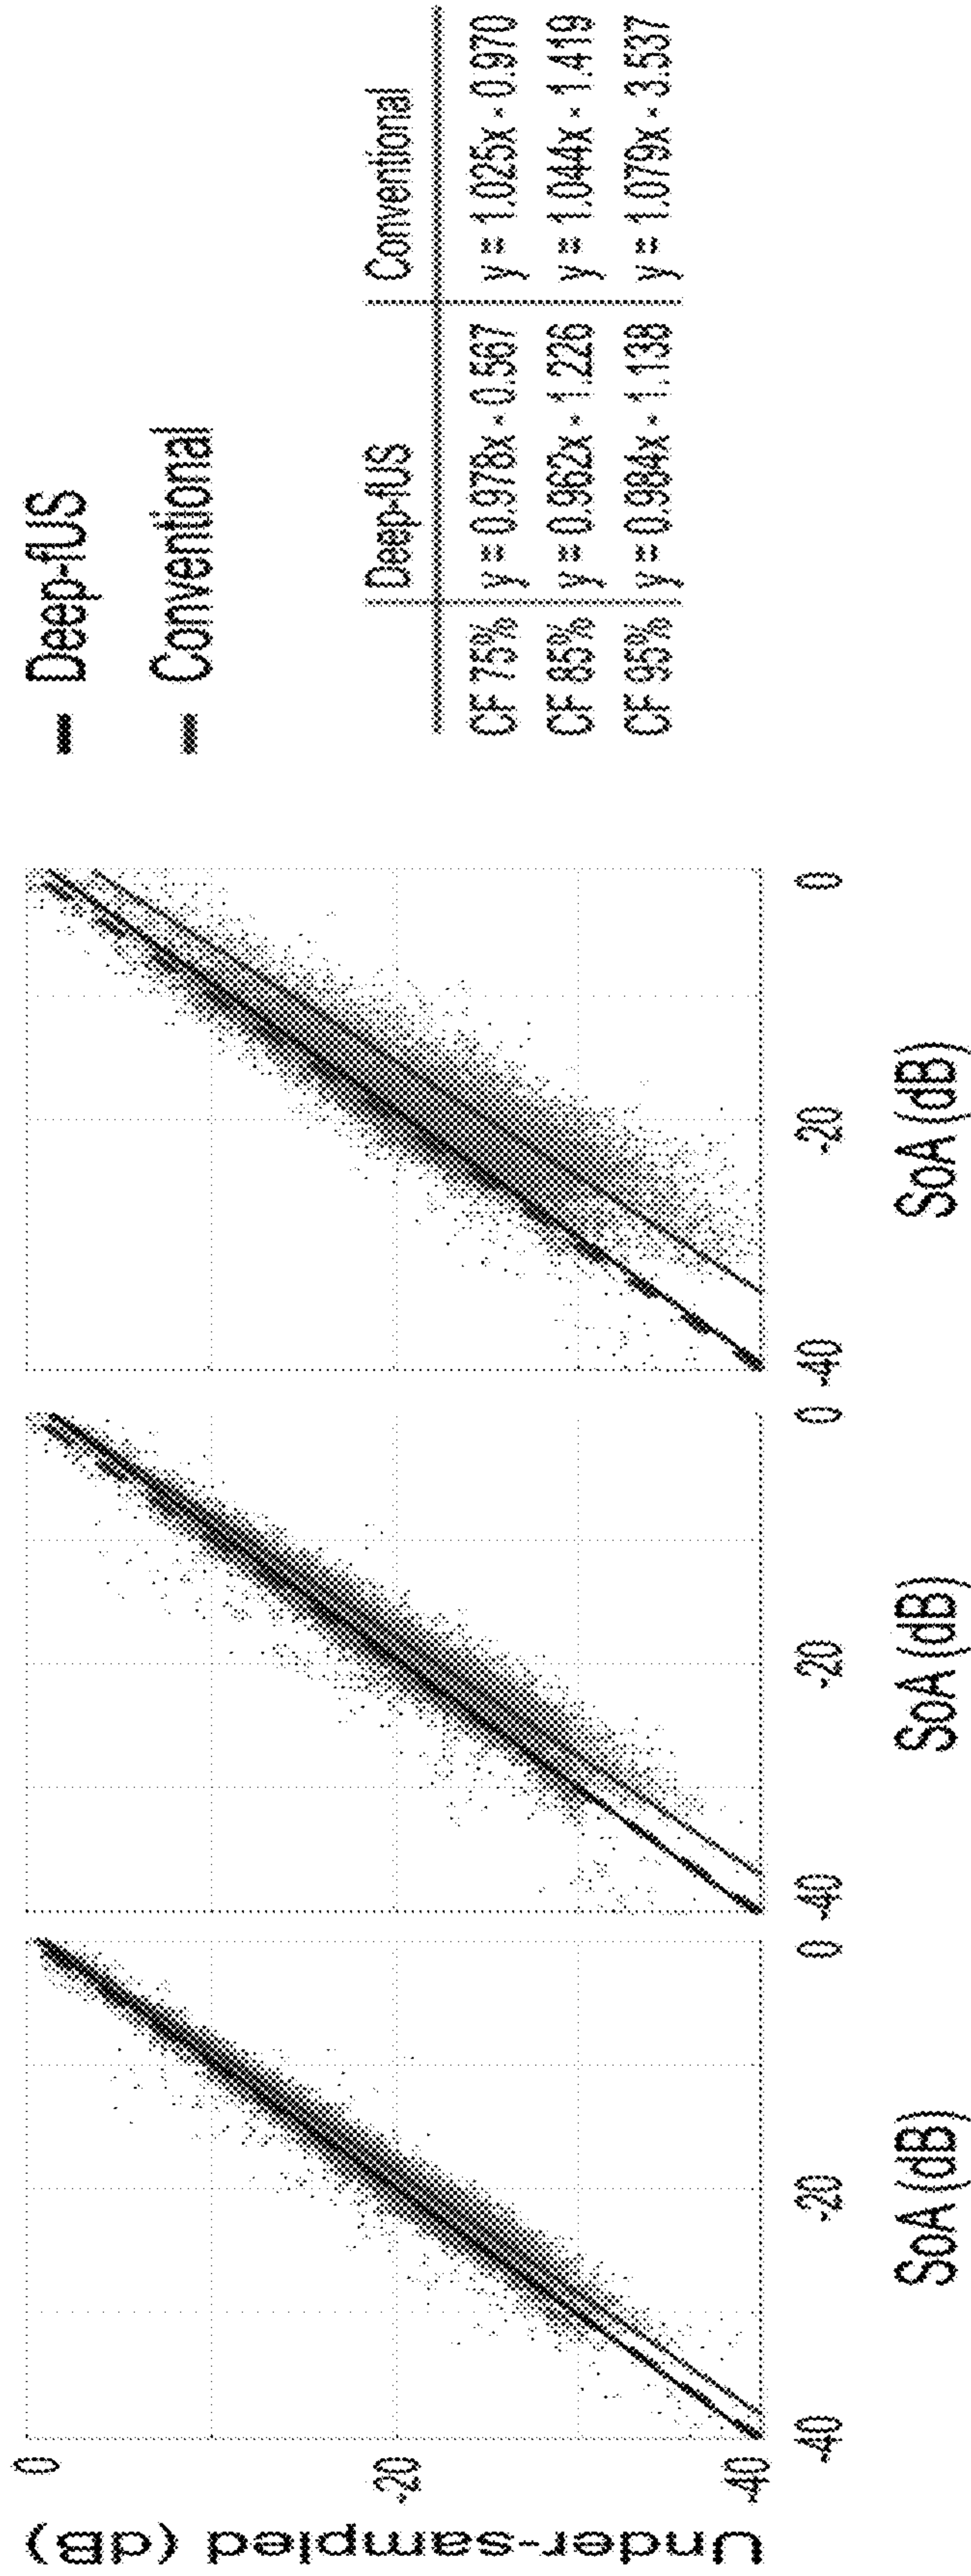 Under-sampled (dB)
0
-20
-40
-40
-20
0
SoA (dB)
-40
-20
0
SoA (dB)
-40
-20
0
SoA (dB)
Deep-fUS
Conventional
Deep-fUS Conventional
CF 75% y = 0.978x - 0.567 y = 1.025x - 0.970
CF 85% y = 0.962x - 1.226 y = 1.044x - 1.419
CF 95% y = 0.984x - 1.138 y = 1.079x - 3.537